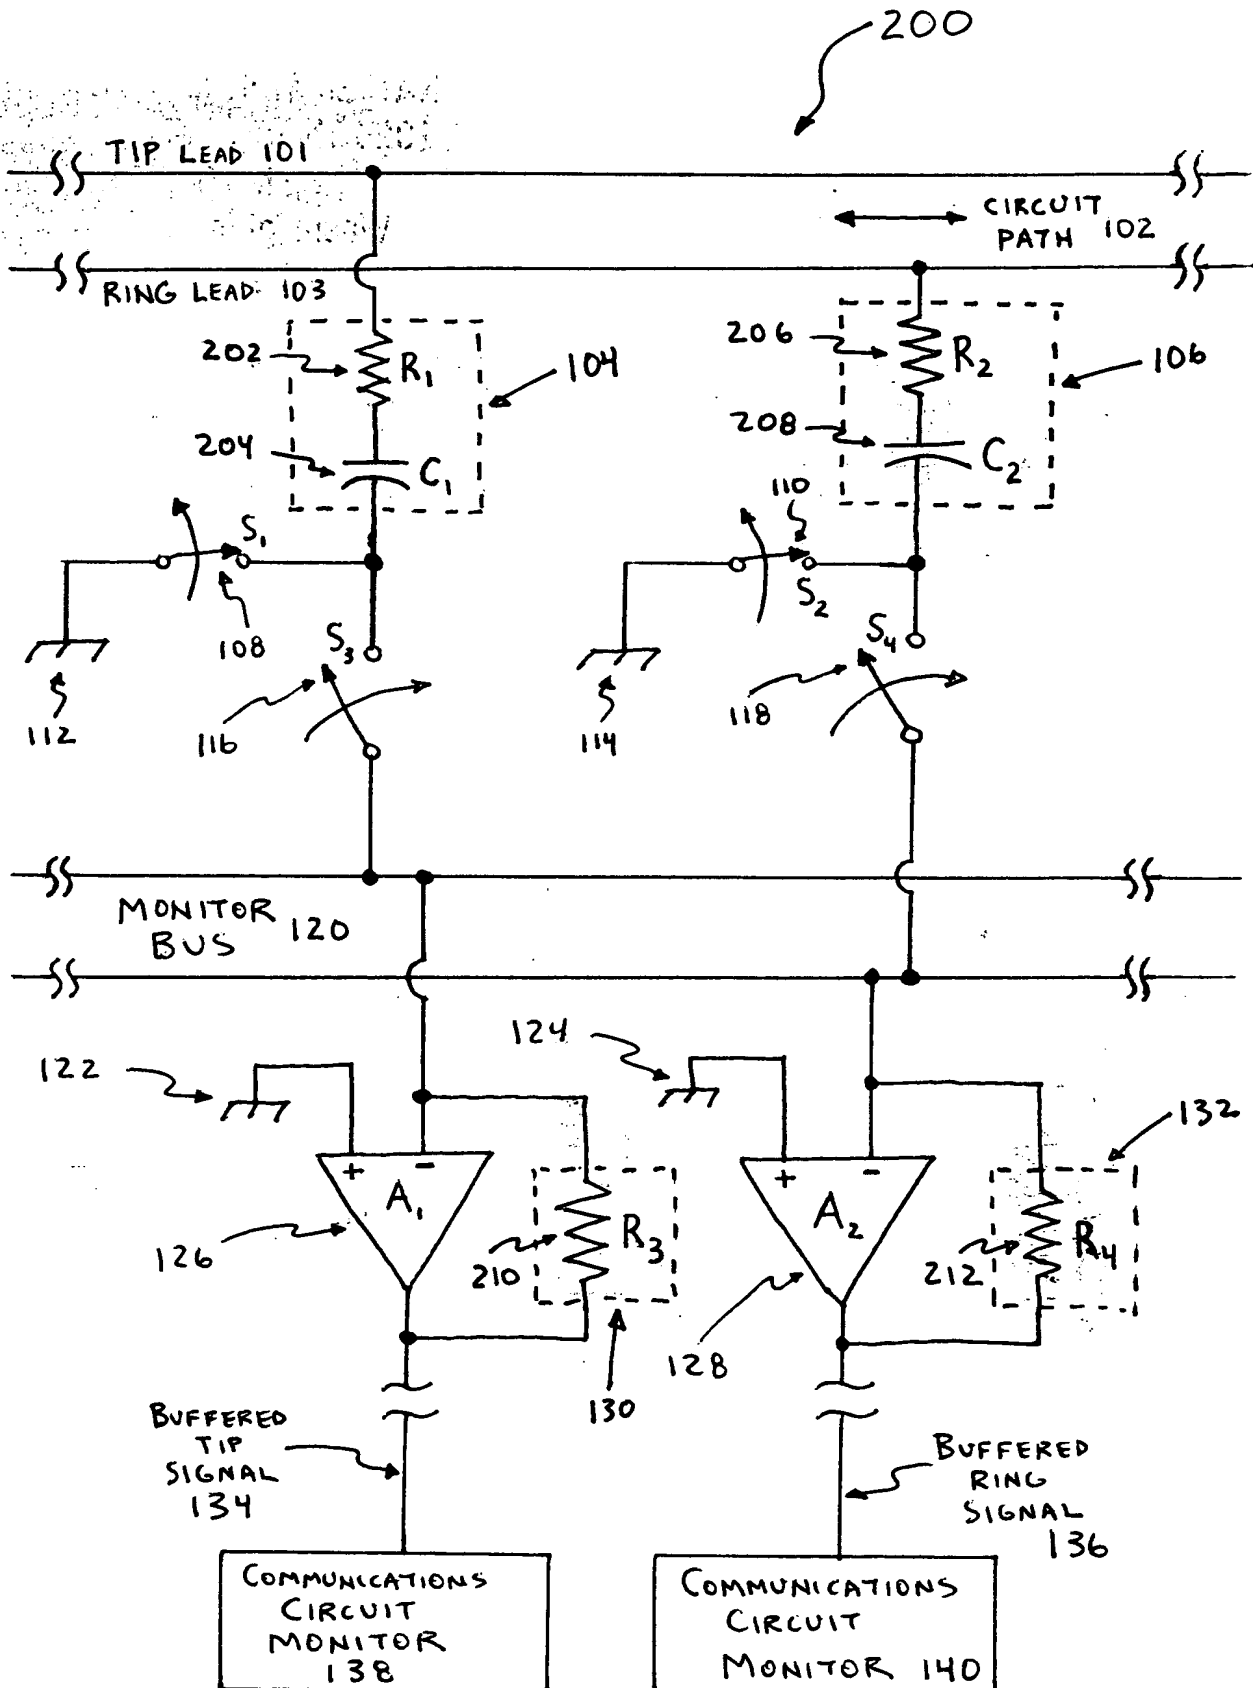 200
TIP LEAD 101
CIRCUIT
PATH 102
RING LEAD 103
202
R1
104
206
R2
106
204
C1
208
C2
110
S1
S2
108
S3
S4
112
116
114
118
MONITOR
BUS 120
122
124
132
+ -
A1
+ -
A2
126
210
R3
212
R4
128
130
BUFFERED
TIP
SIGNAL
134
BUFFERED
RING
SIGNAL
136
COMMUNICATIONS
CIRCUIT
MONITOR
138
COMMUNICATIONS
CIRCUIT
MONITOR 140